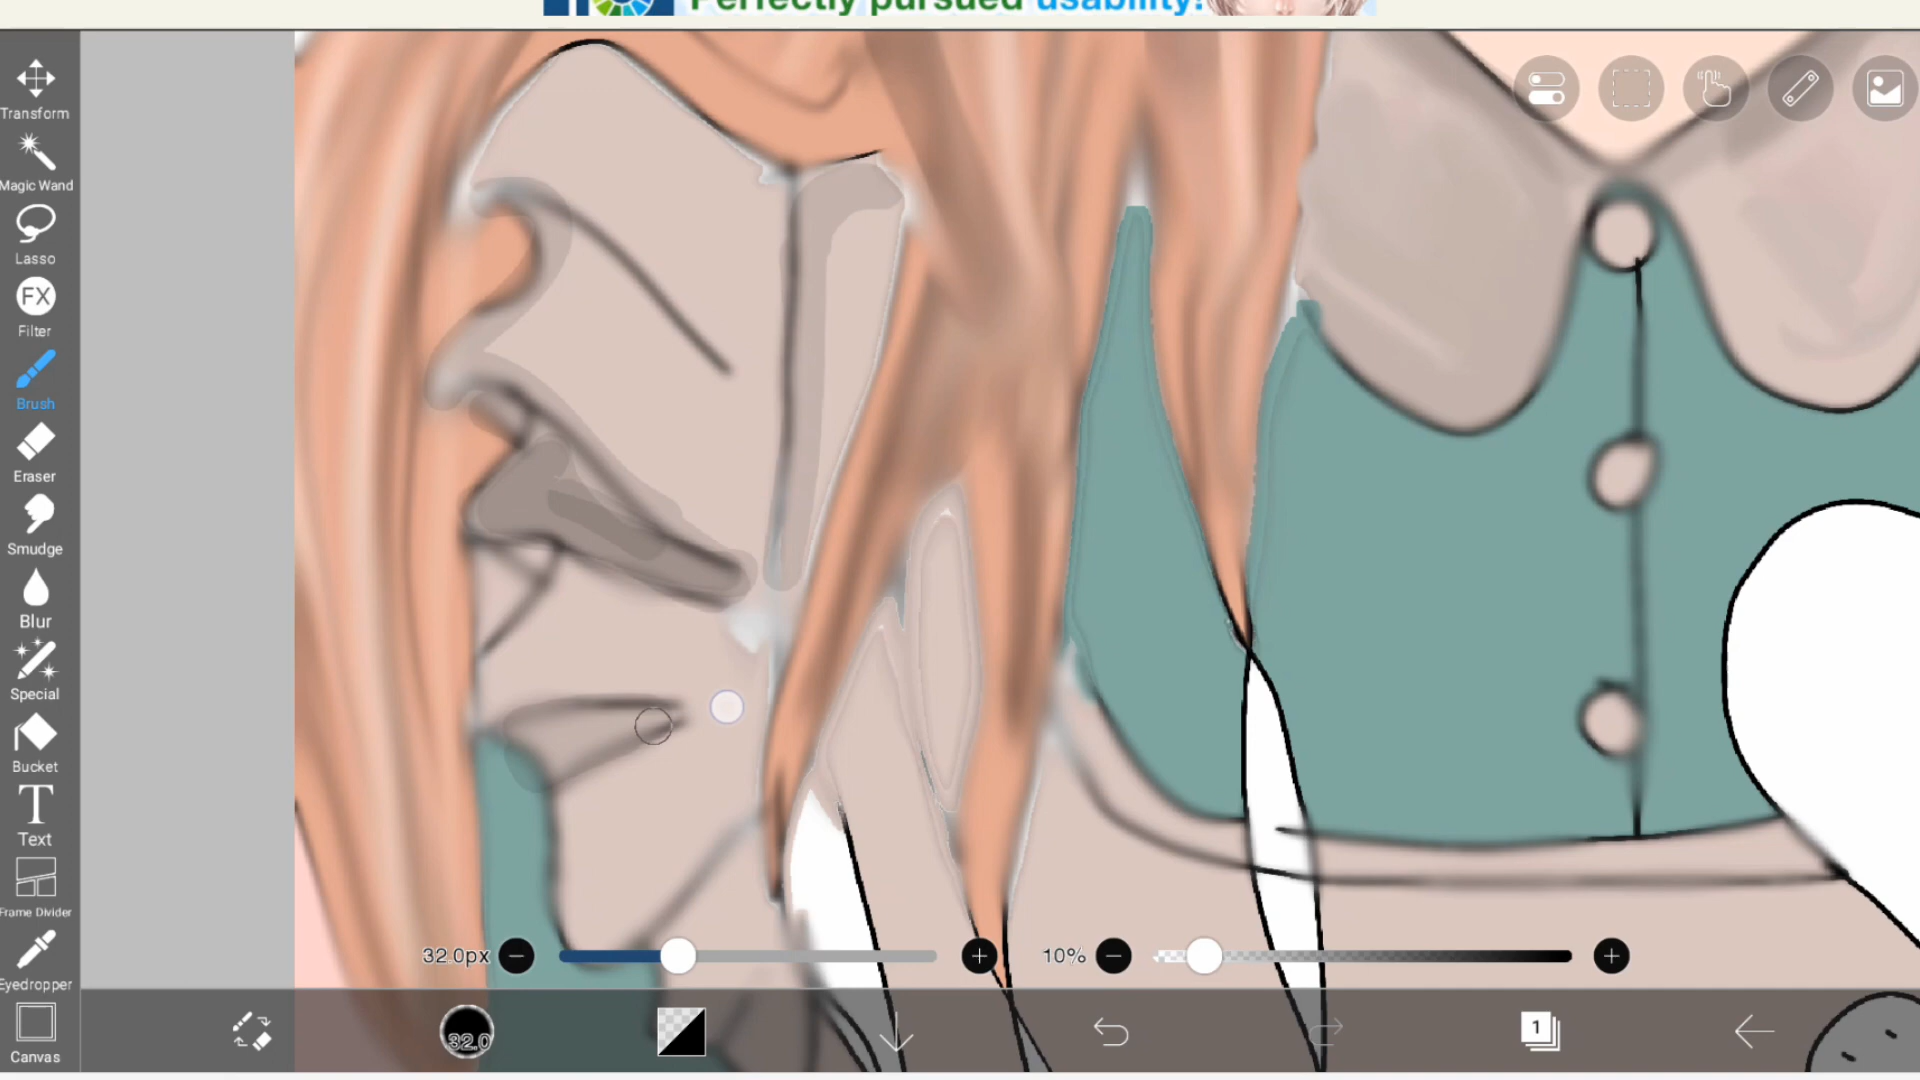 Perfectly pursued usability!
Transform
Magic Wand
Lasso
FX
Filter
Brush
Eraser
Smudge
Blur
Special
Bucket
T
Text
Frame Divider
Eyedropper
Canvas
32.0px
10%
32.0
1